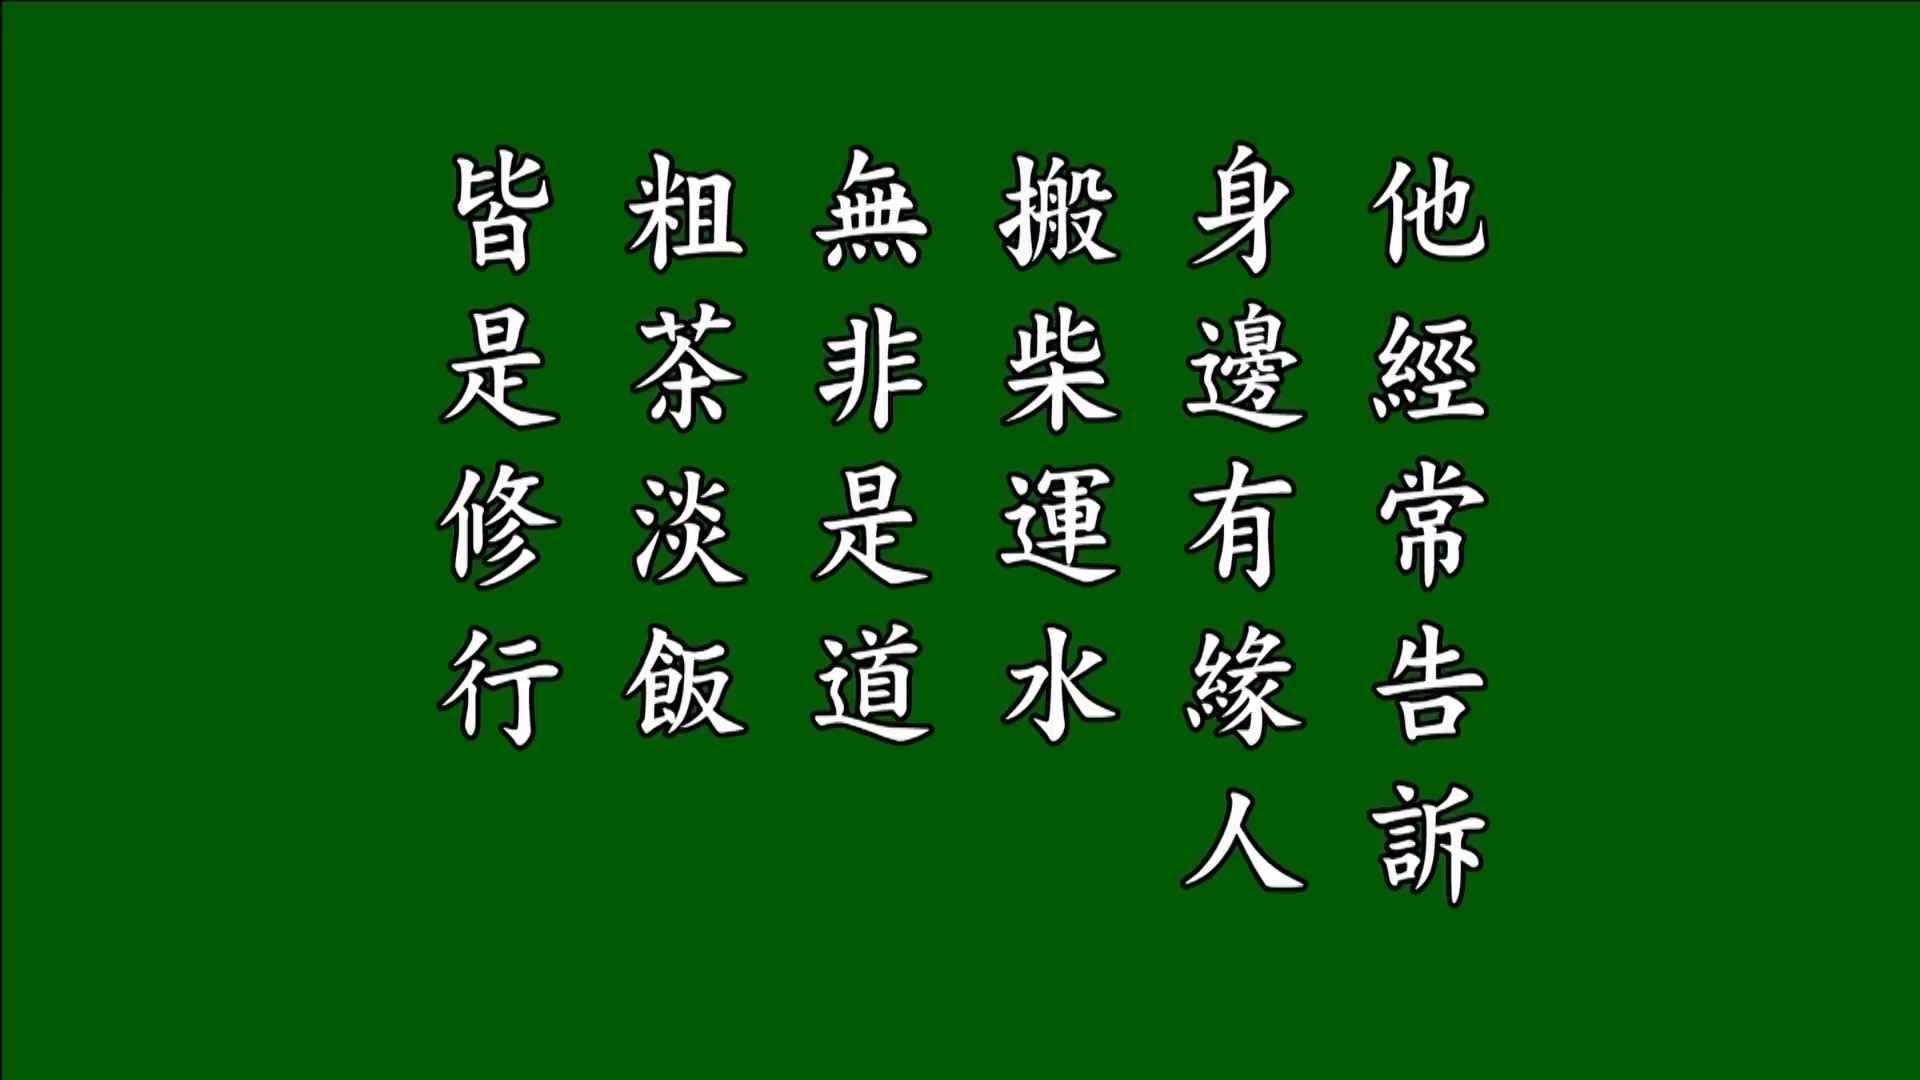 他經常告訴
身邊有緣人
搬柴運水
無非是道
粗茶淡飯
皆是修行